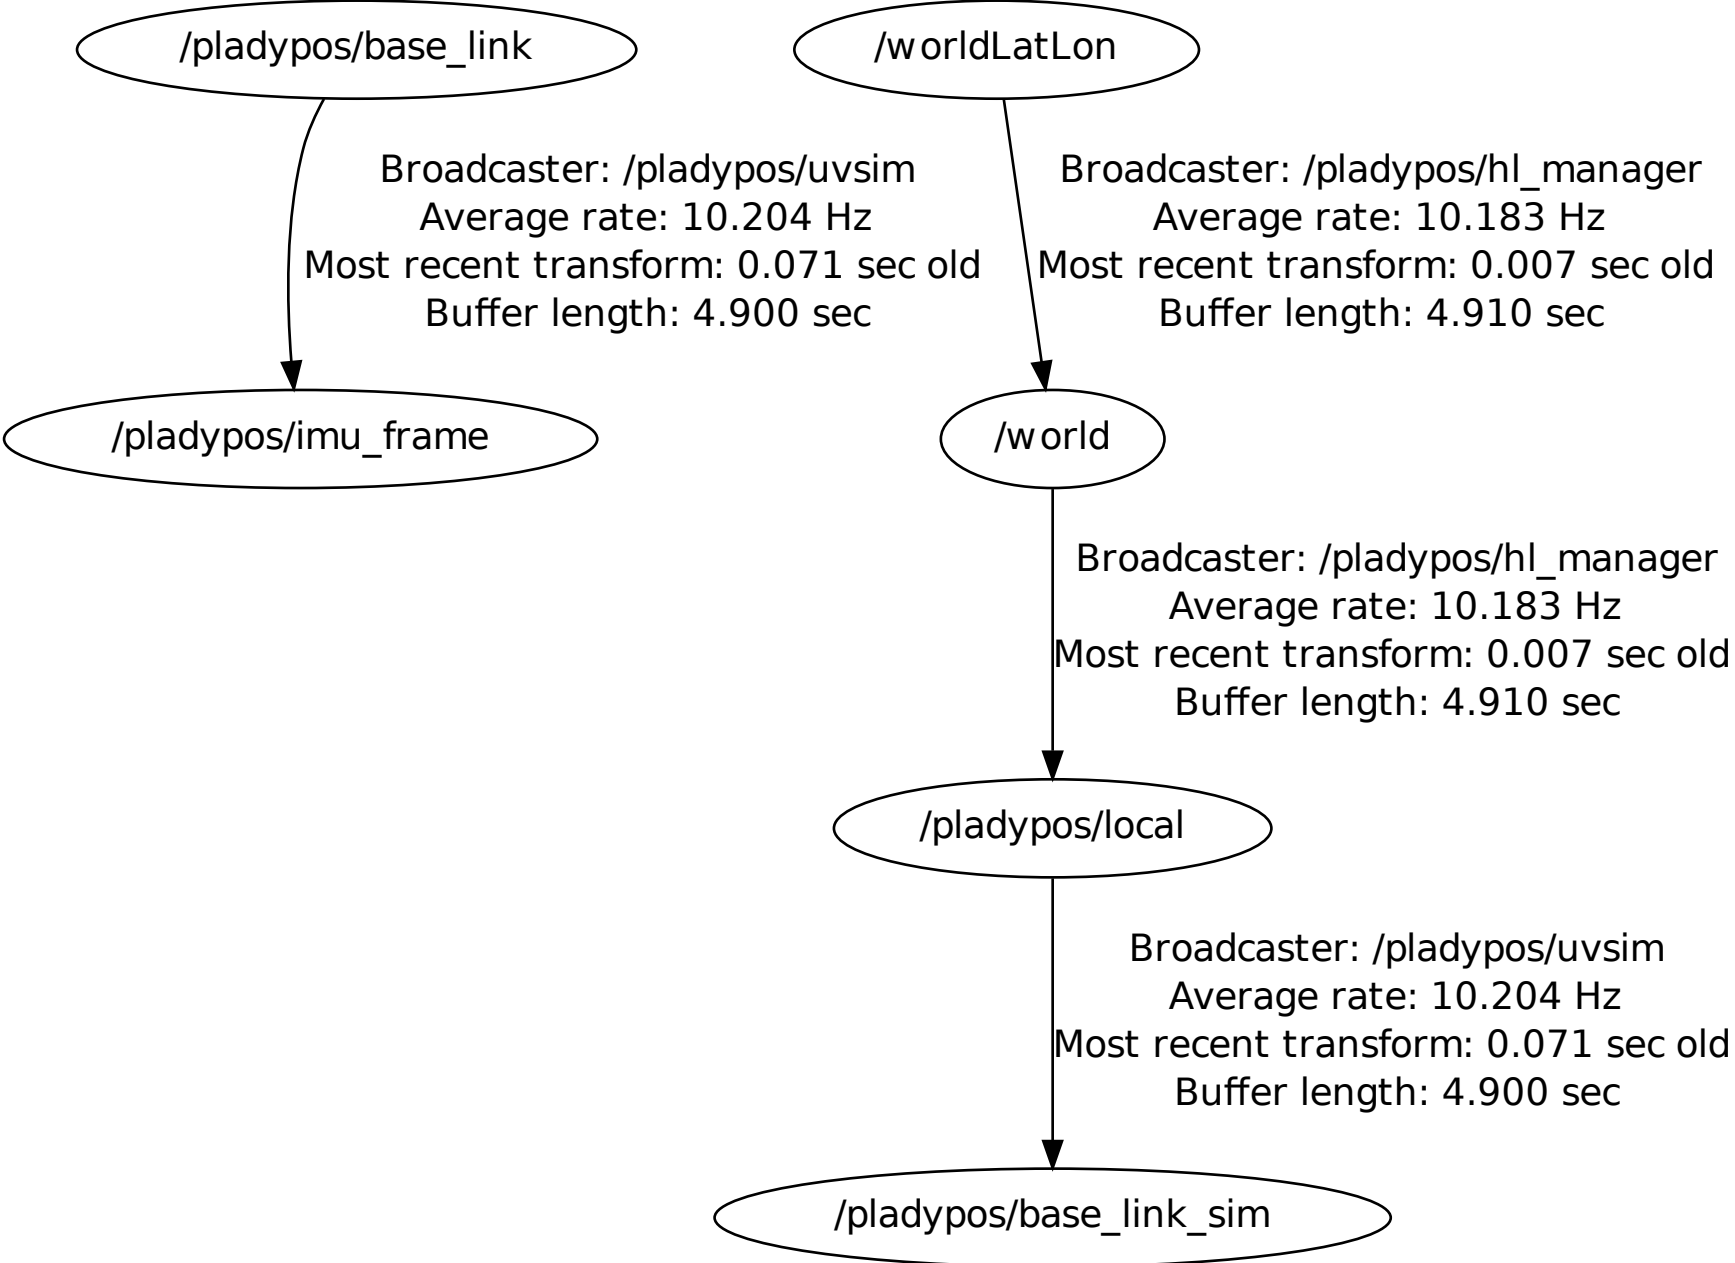 /pladypos/base_link
/worldLatLon
Broadcaster: /pladypos/uvsim
Average rate: 10.204 Hz
Most recent transform: 0.071 sec old
Buffer length: 4.900 sec
Broadcaster: /pladypos/hl_manager
Average rate: 10.183 Hz
Most recent transform: 0.007 sec old
Buffer length: 4.910 sec
/pladypos/imu_frame
/world
Broadcaster: /pladypos/hl_manager
Average rate: 10.183 Hz
Most recent transform: 0.007 sec old
Buffer length: 4.910 sec
/pladypos/local
Broadcaster: /pladypos/uvsim
Average rate: 10.204 Hz
Most recent transform: 0.071 sec old
Buffer length: 4.900 sec
/pladypos/base_link_sim